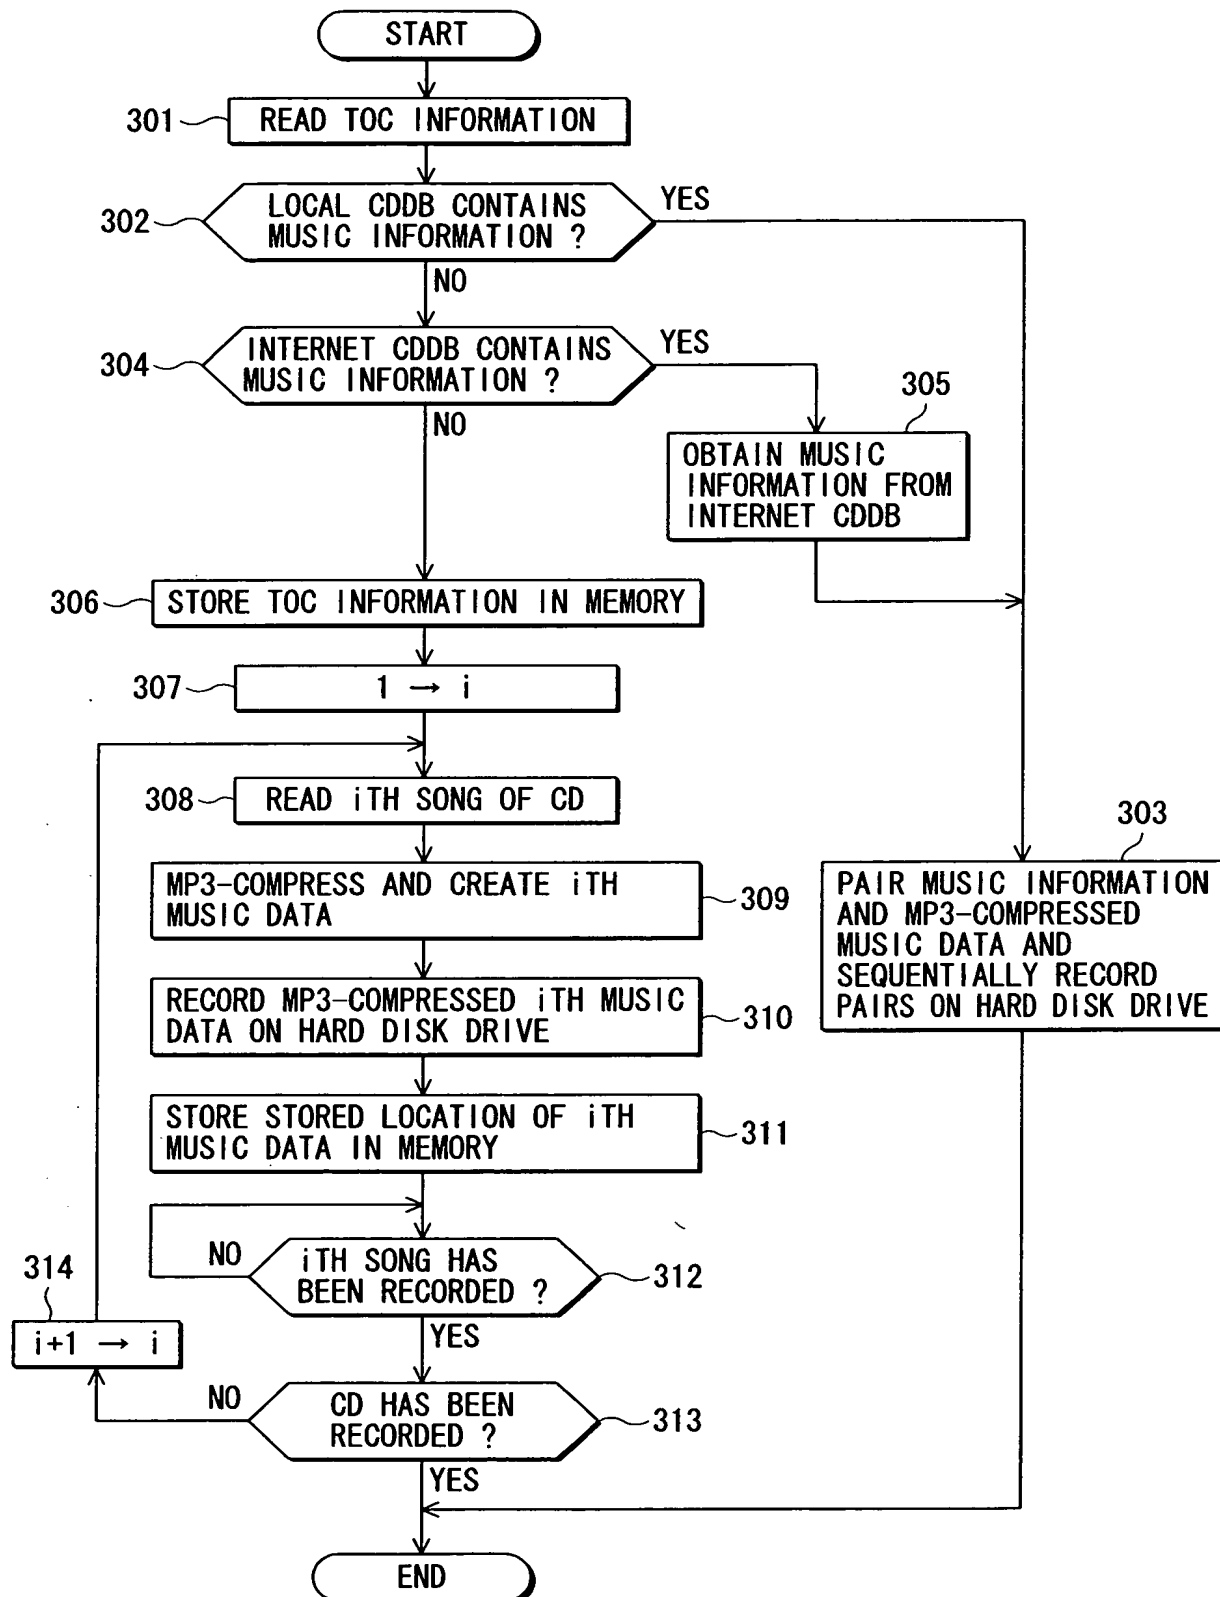 START
301
READ TOC INFORMATION
302
LOCAL CDDB CONTAINS
MUSIC INFORMATION ?
YES
NO
304
INTERNET CDDB CONTAINS
MUSIC INFORMATION ?
YES
NO
305
OBTAIN MUSIC
INFORMATION FROM
INTERNET CDDB
306
STORE TOC INFORMATION IN MEMORY
307
1 → i
308
READ iTH SONG OF CD
303
PAIR MUSIC INFORMATION
AND MP3-COMPRESSED
MUSIC DATA AND
SEQUENTIALLY RECORD
PAIRS ON HARD DISK DRIVE
MP3-COMPRESS AND CREATE iTH
MUSIC DATA
309
RECORD MP3-COMPRESSED iTH MUSIC
DATA ON HARD DISK DRIVE
310
STORE STORED LOCATION OF iTH
MUSIC DATA IN MEMORY
311
NO
iTH SONG HAS
BEEN RECORDED ?
312
YES
314
i+1 → i
NO
CD HAS BEEN
RECORDED ?
313
YES
END